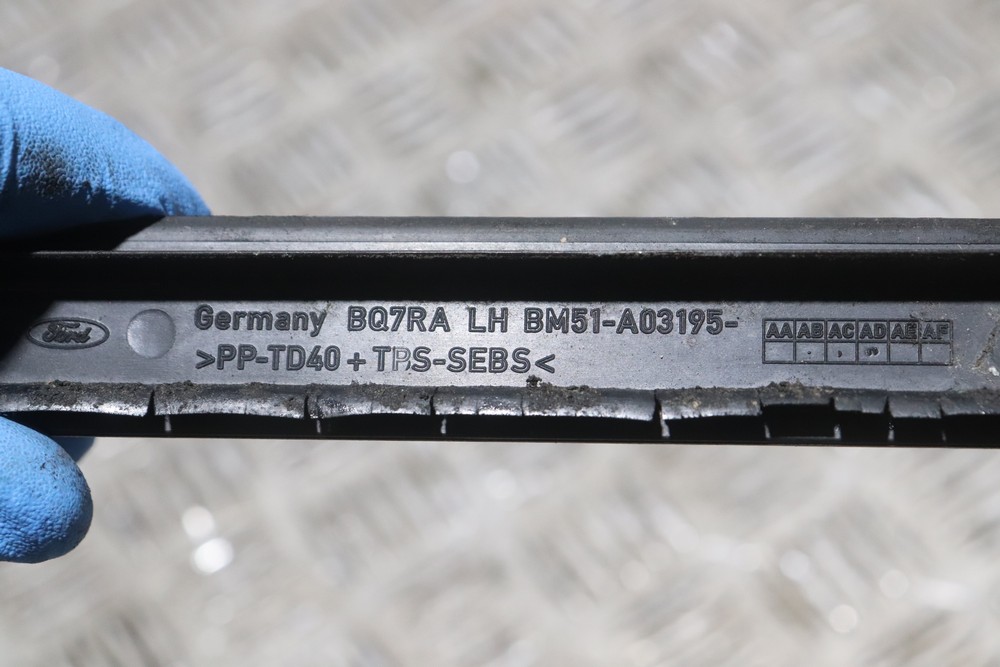 Ford
Germany BQ7RA LH BM51-A03195-
>PP-TD40+TPS-SEBS<
AA AB AC AD AE AF